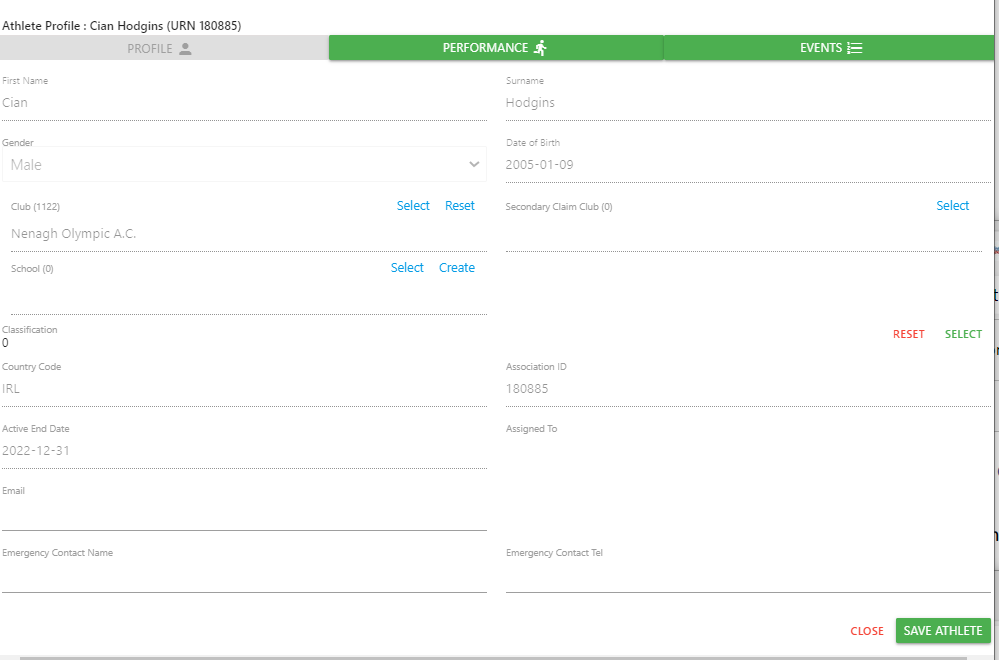 Athlete Profile : Cian Hodgins (URN 180885)
PROFILE
PERFORMANCE
EVENTS
First Name
Surname
Cian
Hodgins
Gender
Date of Birth
Male
2005-01-09
Club (1122)
Select
Reset
Secondary Claim Club (0)
Select
Nenagh Olympic A.C.
School (0)
Select
Create
Classification
0
RESET
SELECT
Country Code
Association ID
IRL
180885
Active End Date
Assigned To
2022-12-31
Email
Emergency Contact Name
Emergency Contact Tel
CLOSE
SAVE ATHLETE